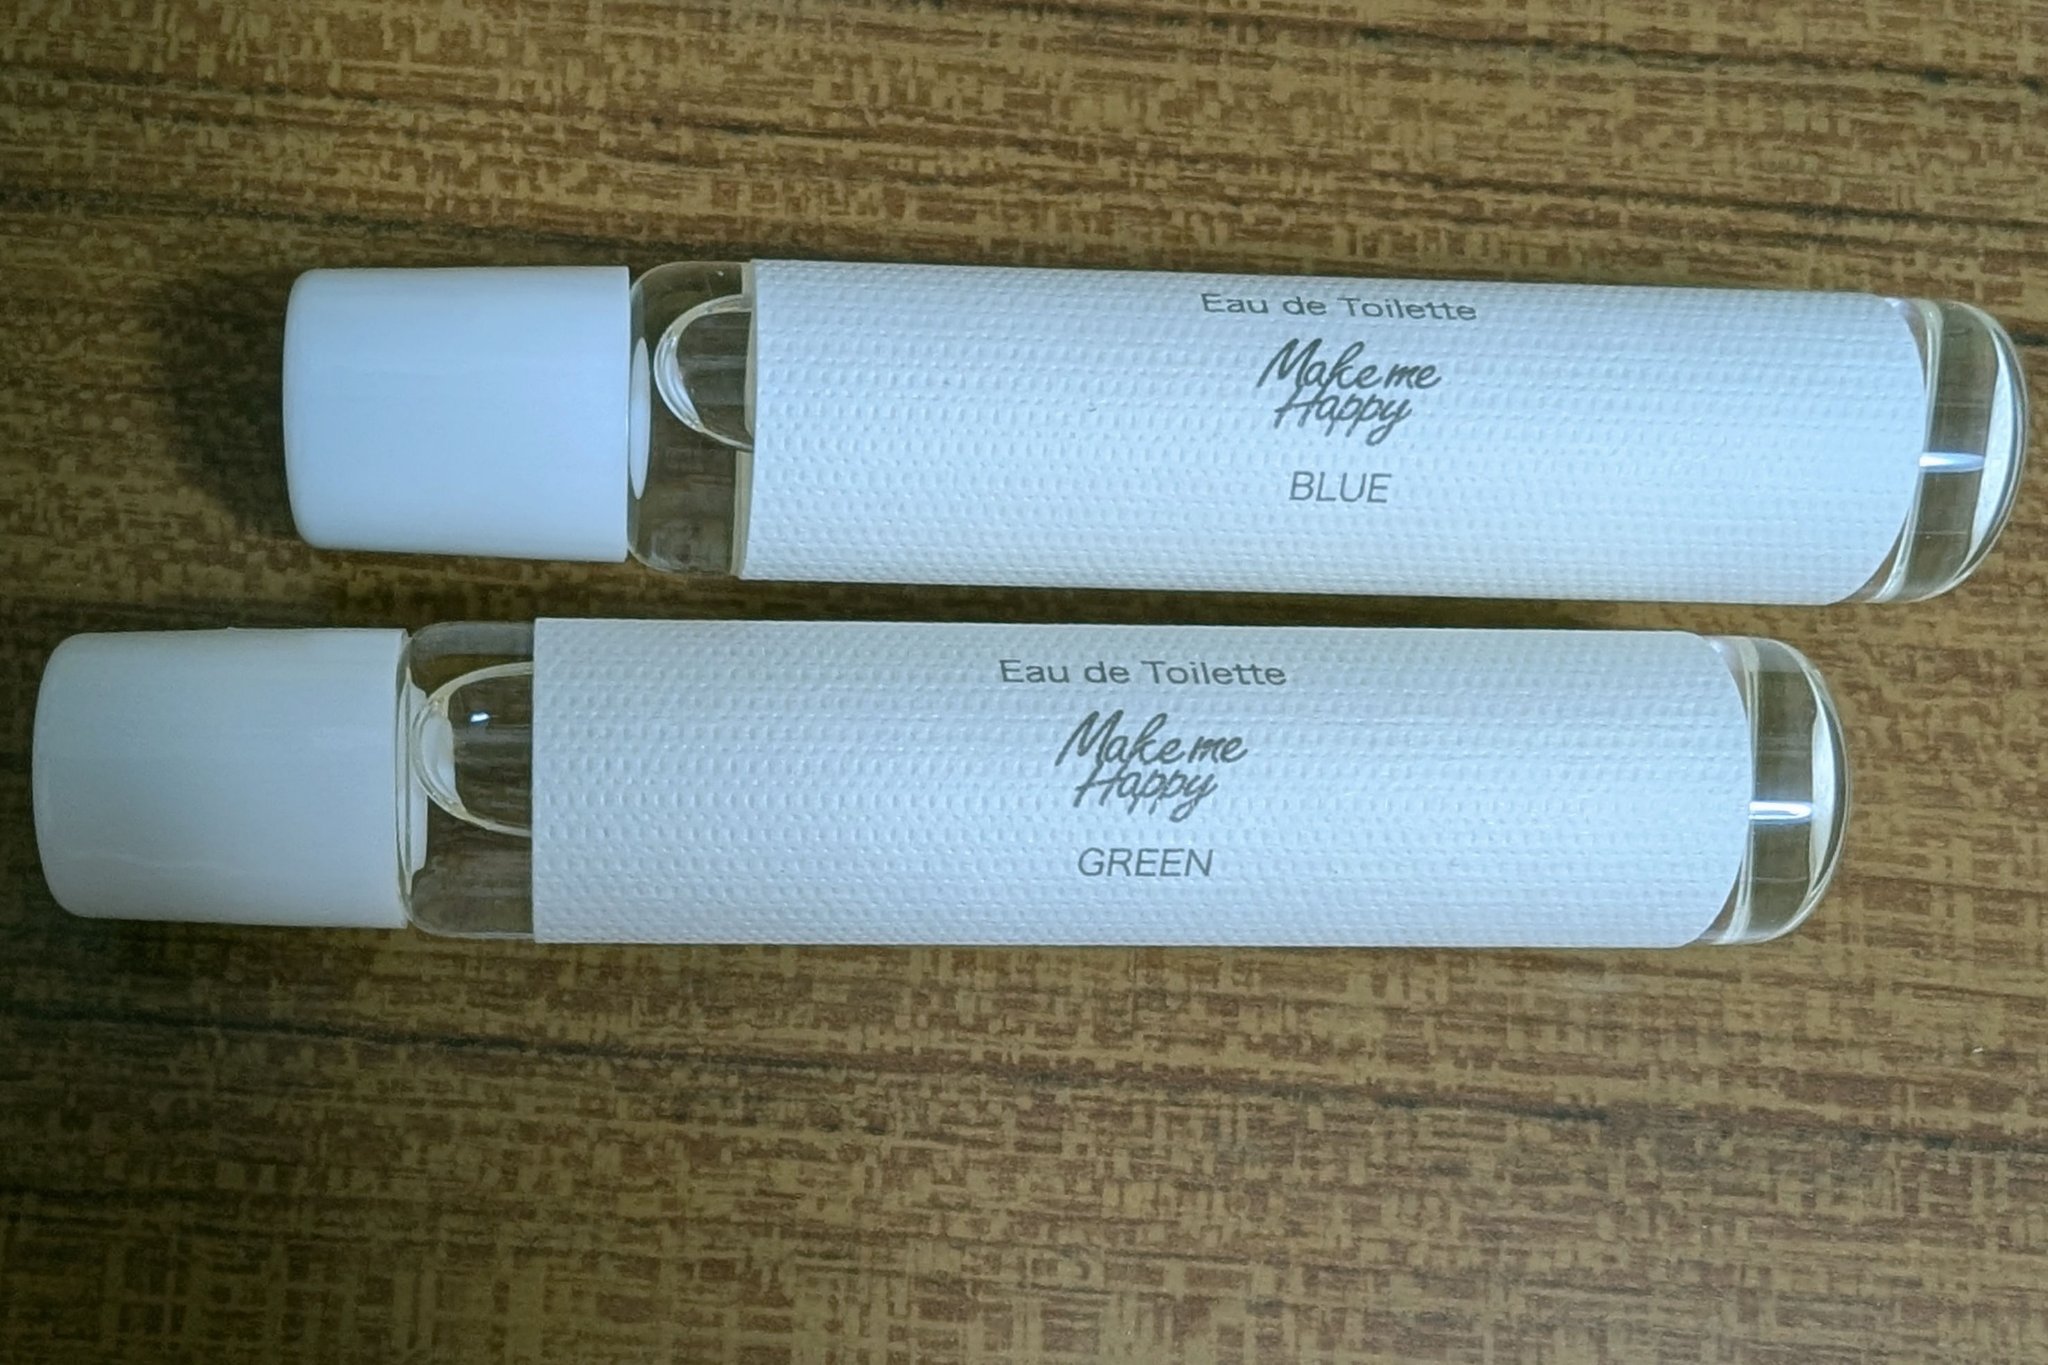 Eau de Toilette
Make me
Happy
BLUE
Eau de Toilette
Make me
Happy
GREEN